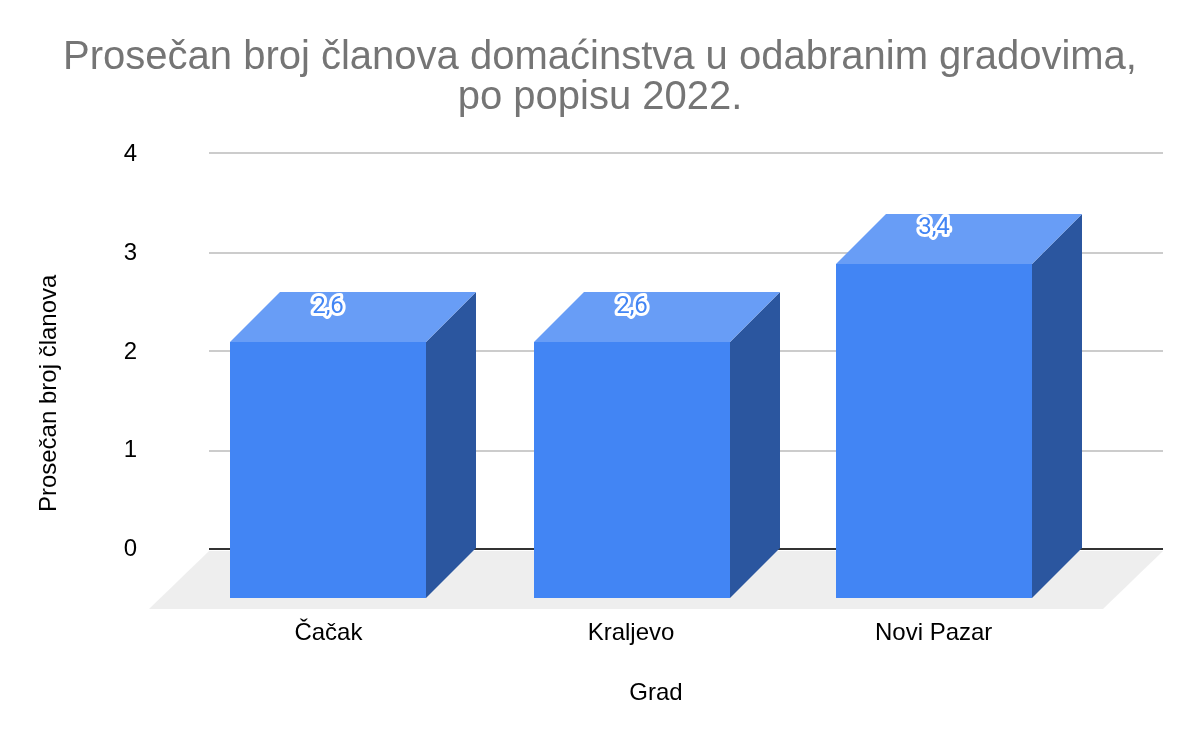 Prosečan broj članova domaćinstva u odabranim gradovima,
po popisu 2022.
Prosečan broj članova
4
3
2
1
0
2,6
2,6
3,4
Čačak
Kraljevo
Novi Pazar
Grad